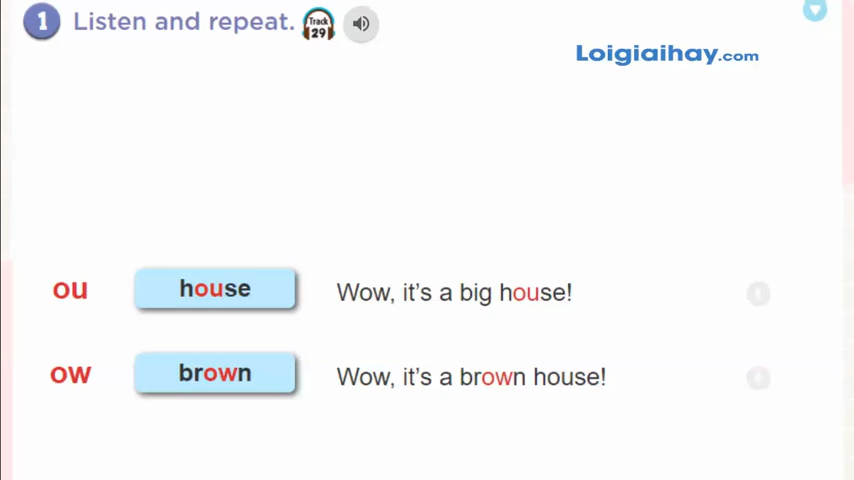 1 Listen and repeat. Track 29
Loigiaihay.com
ou house Wow, it's a big house!
ow brown Wow, it's a brown house!